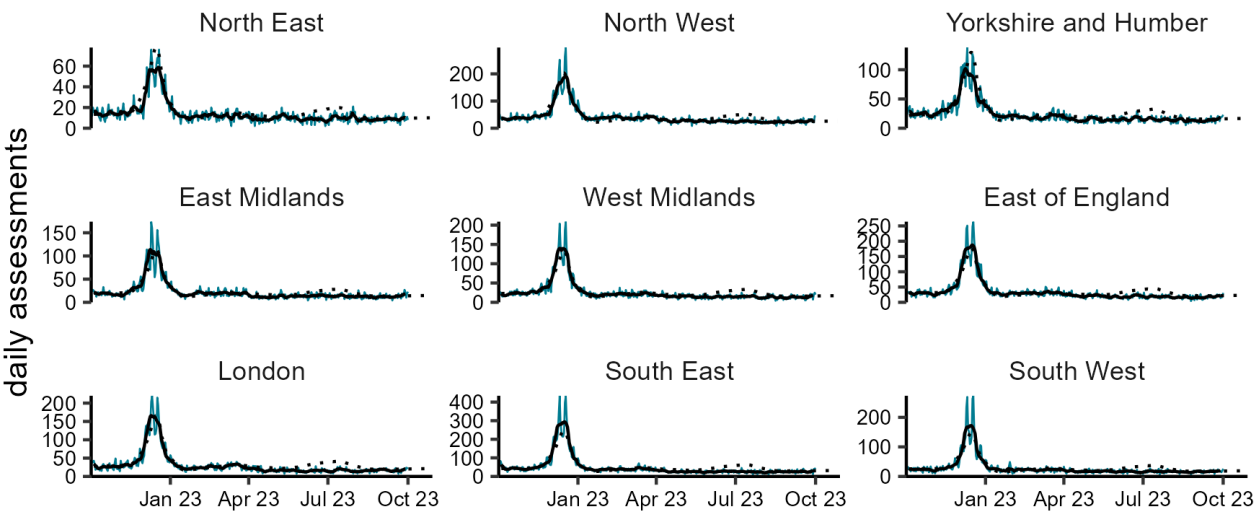 North East North West Yorkshire and Humber
60 200 100
40
20 100 50
0 0 0
East Midlands West Midlands East of England
150 200 250
100 150 200
50 100 150
0 50 100
0 50
0
daily assessments
London South East South West
200 400 200
150 300
100 200 100
50 100
0 0 0
Jan 23 Apr 23 Jul 23 Oct 23 Jan 23 Apr 23 Jul 23 Oct 23 Jan 23 Apr 23 Jul 23 Oct 23